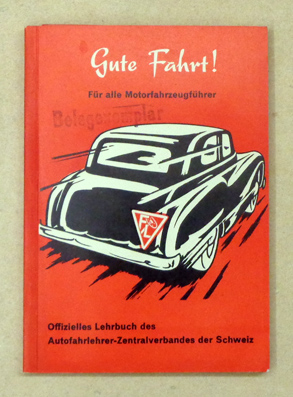 Gute Fahrt!
Für alle Motorfahrzeugführer
Belegexemplar
Offizielles Lehrbuch des
Autofahrlehrer-Zentralverbandes der Schweiz